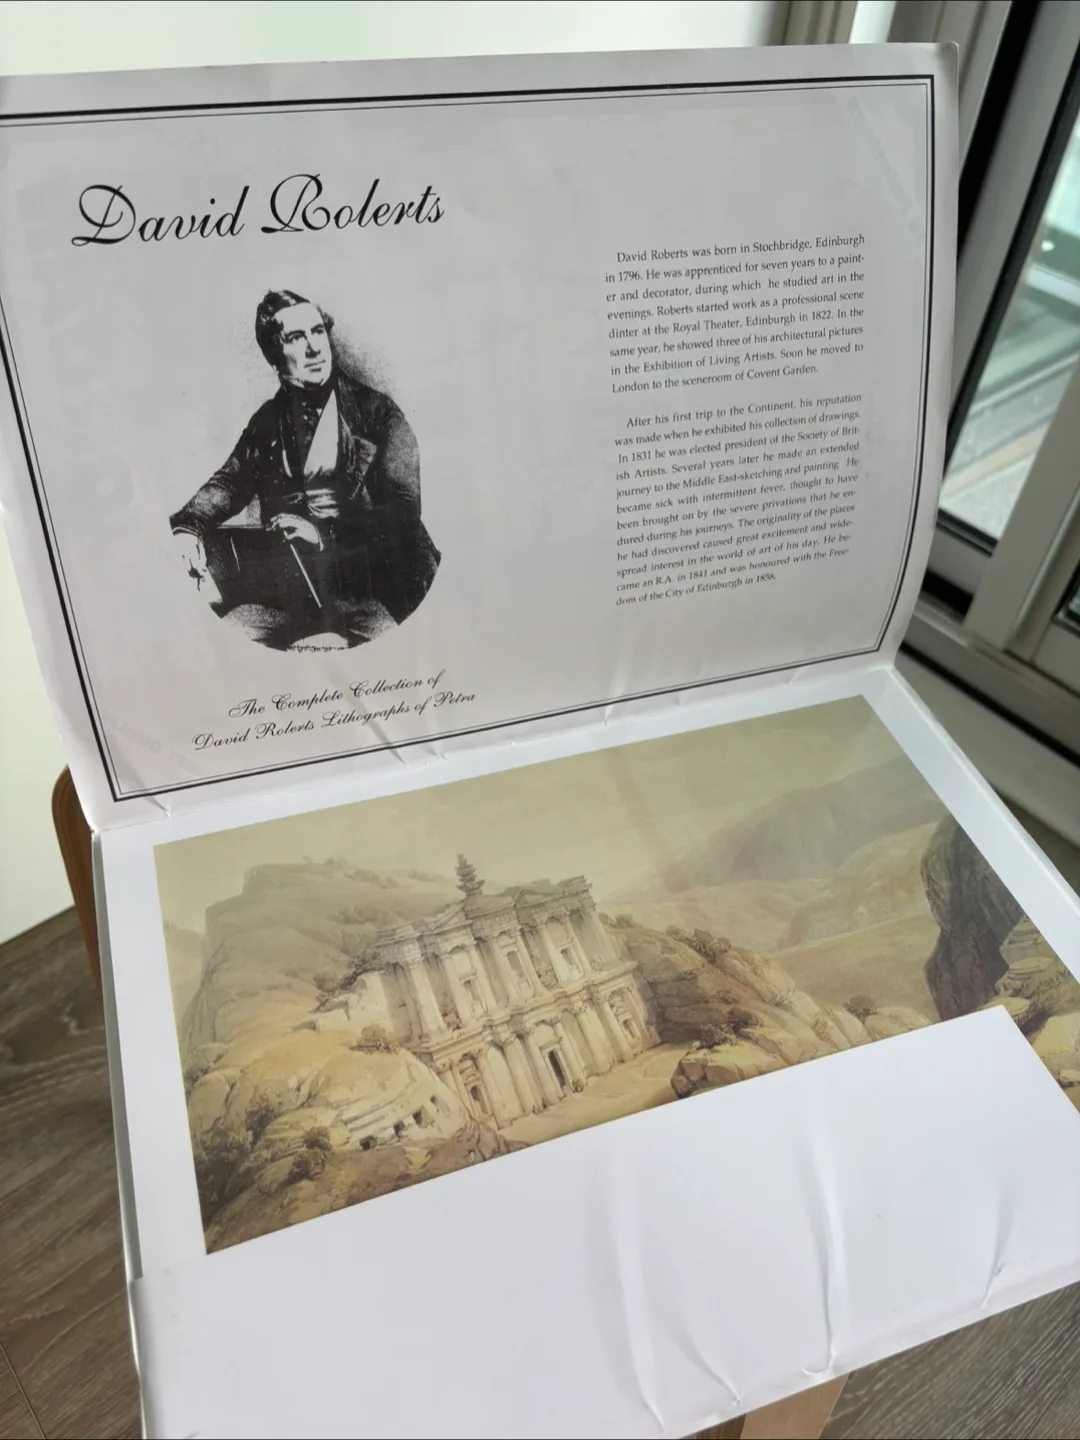 David Roberts
David Roberts was born in Stochbridge, Edinburgh
in 1796. He was apprenticed for seven years to a paint-
er and decorator, during which he studied art in the
evenings. Roberts started work as a professional scene
dinter at the Royal Theater, Edinburgh in 1822. In the
same year, he showed three of his architectural pictures
in the Exhibition of Living Artists. Soon he moved to
London to the sceneroom of Covent Garden.
After his first trip to the Continent, his reputation
was made when he exhibited his collection of drawings.
In 1831 he was elected president of the Society of Brit-
ish Artists. Several years later he made an extended
journey to the Middle East-sketching and painting. He
became sick with intermittent fever, thought to have
been brought on by the severe privations that he en-
dured during his journeys. The originality of the places
he had discovered caused great excitement and wide-
spread interest in the world of art of his day. He be-
came an R.A. in 1841 and was honoured with the Free-
dom of the City of Edinburgh in 1858.
The Complete Collection of
David Roberts Lithographs of Petra